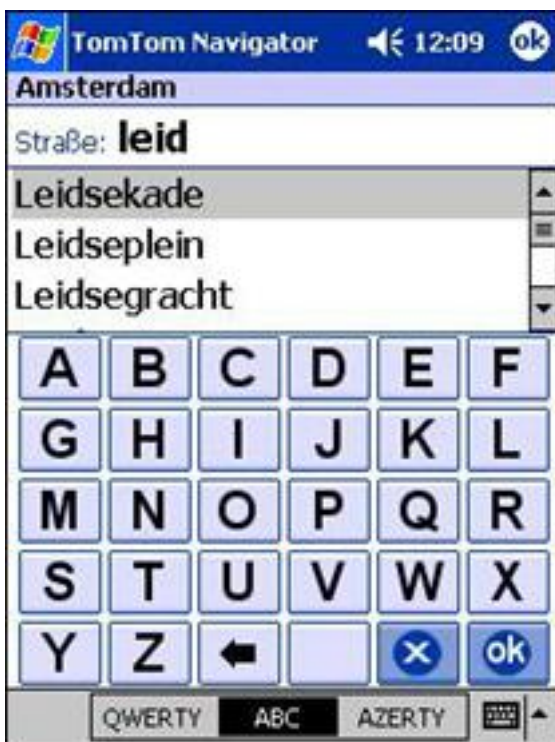 TomTom Navigator 12:09 ok
Amsterdam
Straße: leid
Leidsekade
Leidseplein
Leidsegracht
A B C D E F
G H I J K L
M N O P Q R
S T U V W X
Y Z ok
QWERTY ABC AZERTY